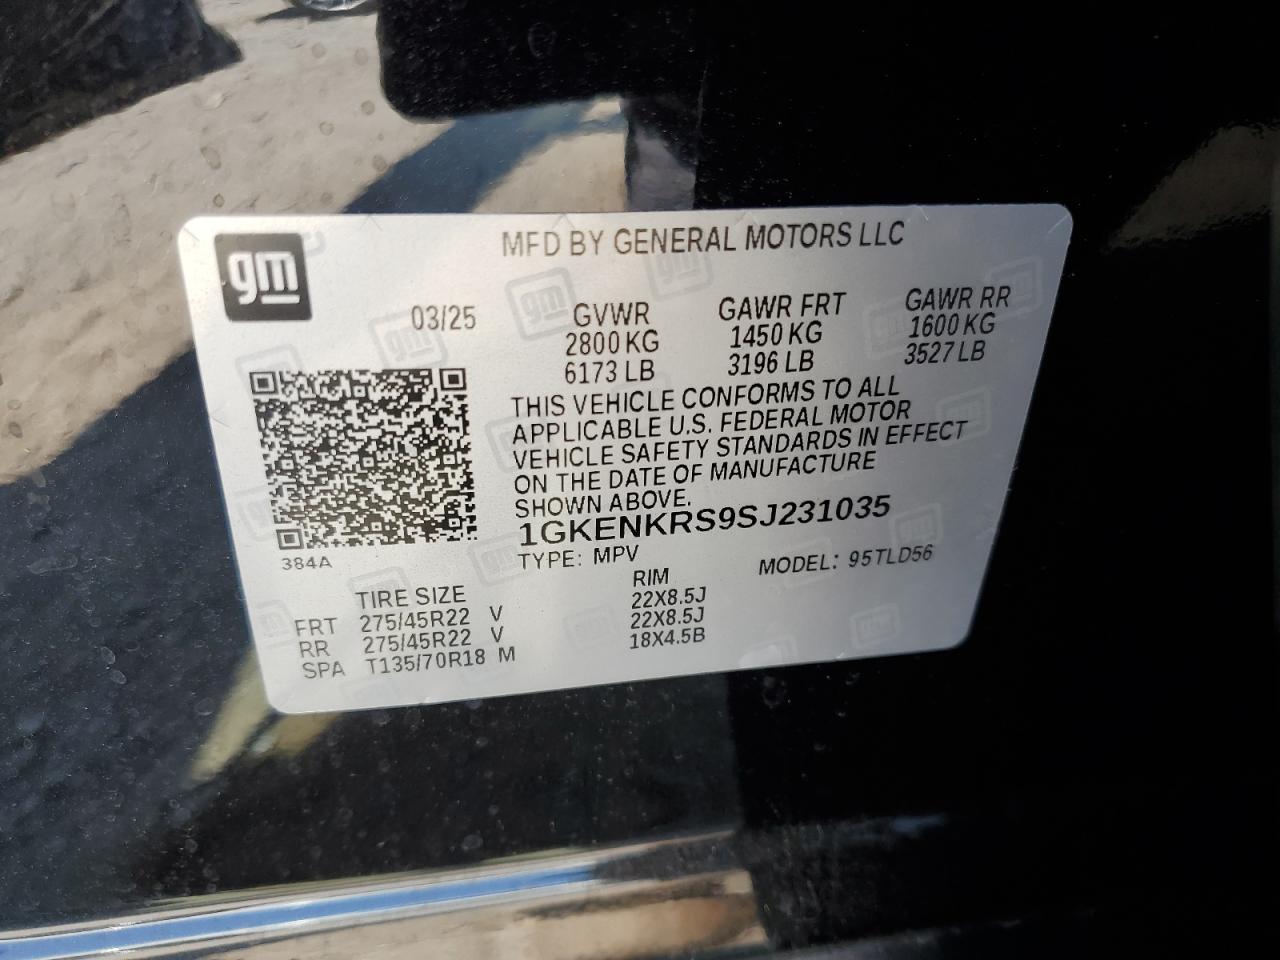 gm
MFD BY GENERAL MOTORS LLC
03/25
GVWR
2800 KG
6173 LB
GAWR FRT
1450 KG
3196 LB
GAWR RR
1600 KG
3527 LB
THIS VEHICLE CONFORMS TO ALL
APPLICABLE U.S. FEDERAL MOTOR
VEHICLE SAFETY STANDARDS IN EFFECT
ON THE DATE OF MANUFACTURE
SHOWN ABOVE.
1GKENKRS9SJ231035
TYPE: MPV MODEL: 95TLD56
384A
TIRE SIZE RIM
FRT 275/45R22 V 22X8.5J
RR 275/45R22 V 22X8.5J
SPA T135/70R18 M 18X4.5B